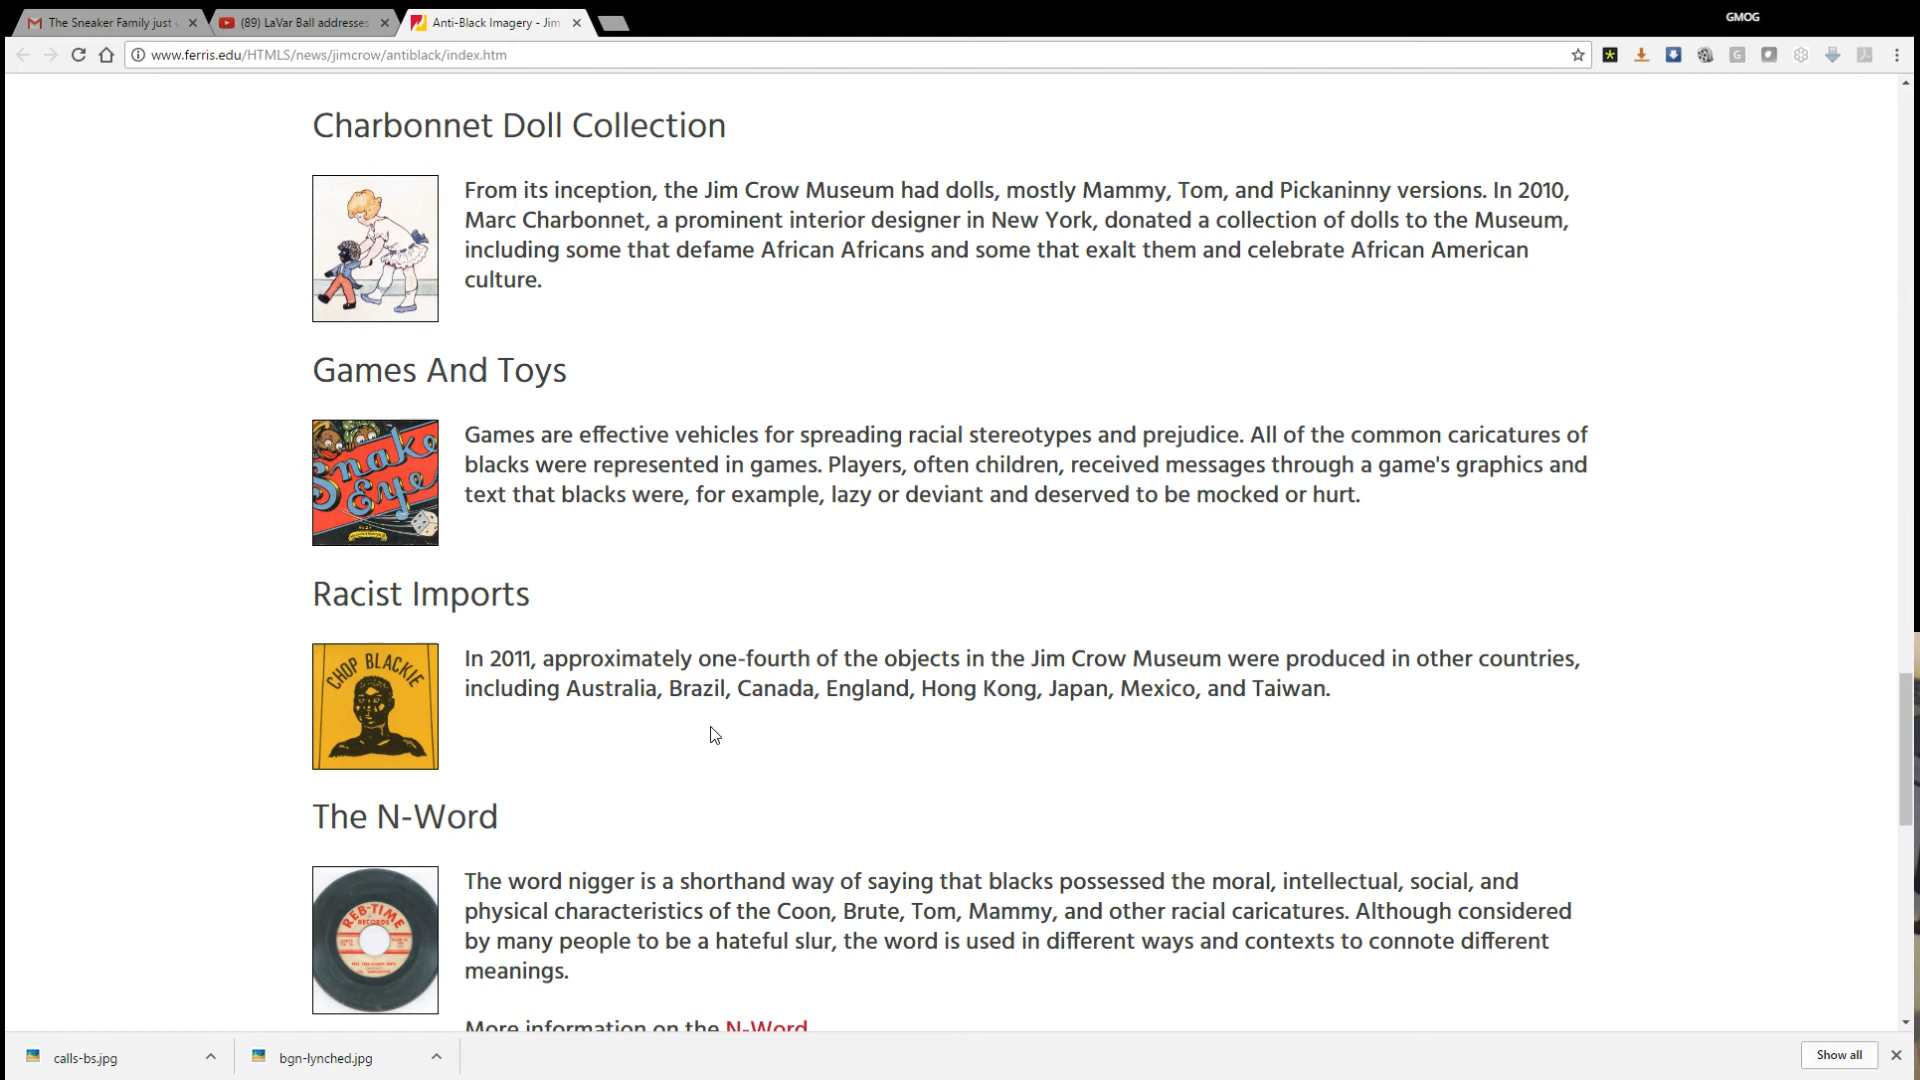 GMOG
The Sneaker Family just
(89) LaVar Ball addresses
Anti-Black Imagery - Jim
www.ferris.edu/HTMLS/news/jimcrow/antiblack/index.htm
Charbonnet Doll Collection
From its inception, the Jim Crow Museum had dolls, mostly Mammy, Tom, and Pickaninny versions. In 2010,
Marc Charbonnet, a prominent interior designer in New York, donated a collection of dolls to the Museum,
including some that defame African Africans and some that exalt them and celebrate African American
culture.
Games And Toys
Snake
Eye
Games are effective vehicles for spreading racial stereotypes and prejudice. All of the common caricatures of
blacks were represented in games. Players, often children, received messages through a game's graphics and
text that blacks were, for example, lazy or deviant and deserved to be mocked or hurt.
Racist Imports
CHOP BLACKIE
In 2011, approximately one-fourth of the objects in the Jim Crow Museum were produced in other countries,
including Australia, Brazil, Canada, England, Hong Kong, Japan, Mexico, and Taiwan.
The N-Word
REB-TIME
RECORDS
The word nigger is a shorthand way of saying that blacks possessed the moral, intellectual, social, and
physical characteristics of the Coon, Brute, Tom, Mammy, and other racial caricatures. Although considered
by many people to be a hateful slur, the word is used in different ways and contexts to connote different
meanings.
More information on the N-Word
calls-bs.jpg
bgn-lynched.jpg
Show all